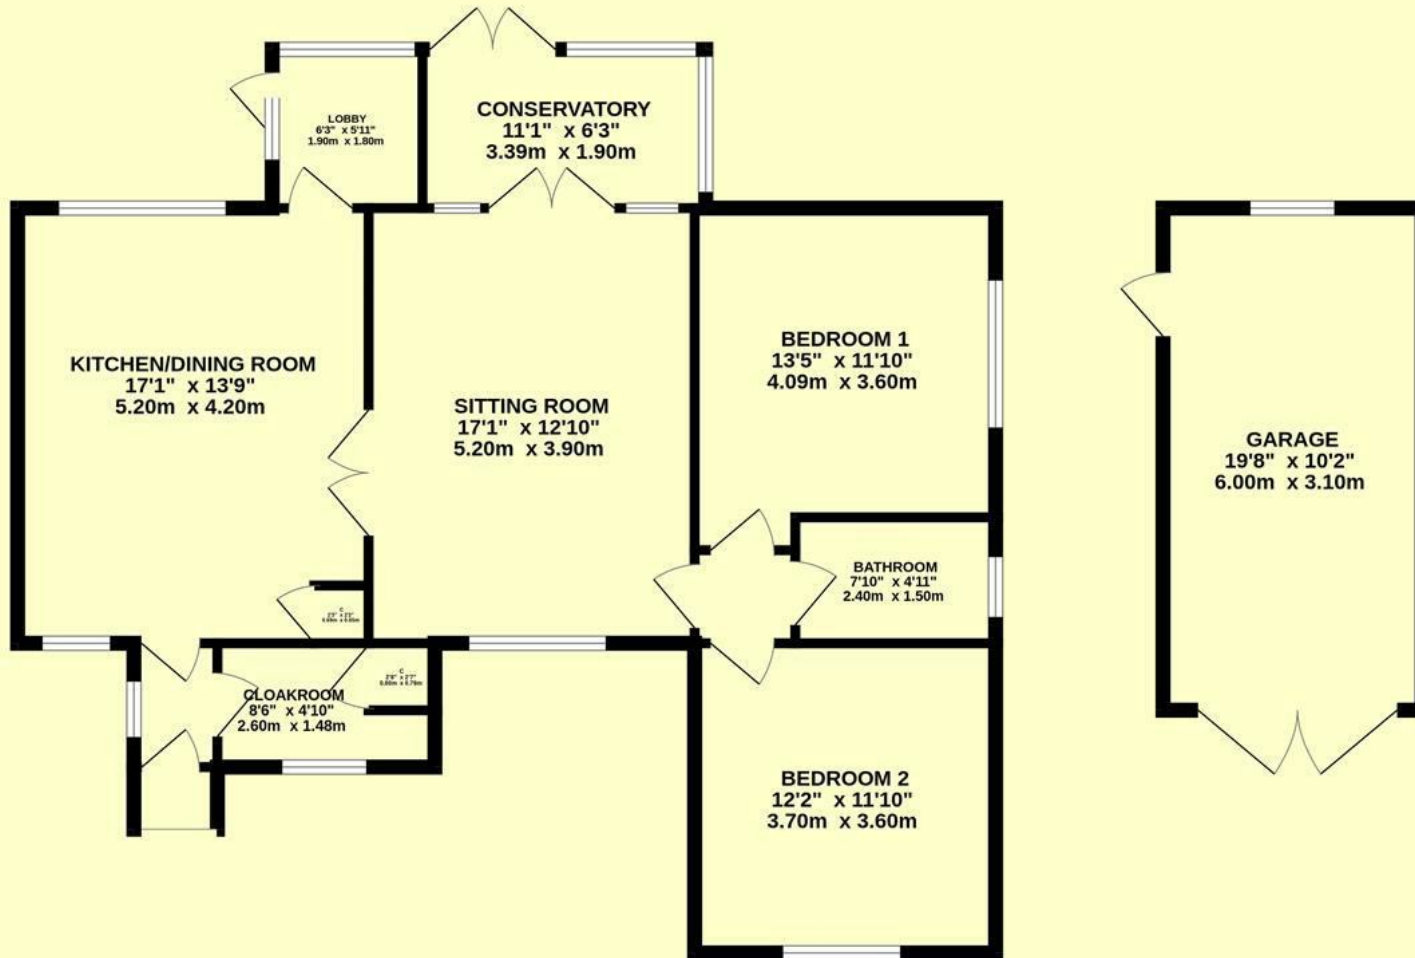 LOBBY
6'3" x 5'11"
1.90m x 1.80m
CONSERVATORY
11'1" x 6'3"
3.39m x 1.90m
KITCHEN/DINING ROOM
17'1" x 13'9"
5.20m x 4.20m
SITTING ROOM
17'1" x 12'10"
5.20m x 3.90m
BEDROOM 1
13'5" x 11'10"
4.09m x 3.60m
GARAGE
19'8" x 10'2"
6.00m x 3.10m
BATHROOM
7'10" x 4'11"
2.40m x 1.50m
C
C
CLOAKROOM
8'6" x 4'10"
2.60m x 1.48m
BEDROOM 2
12'2" x 11'10"
3.70m x 3.60m